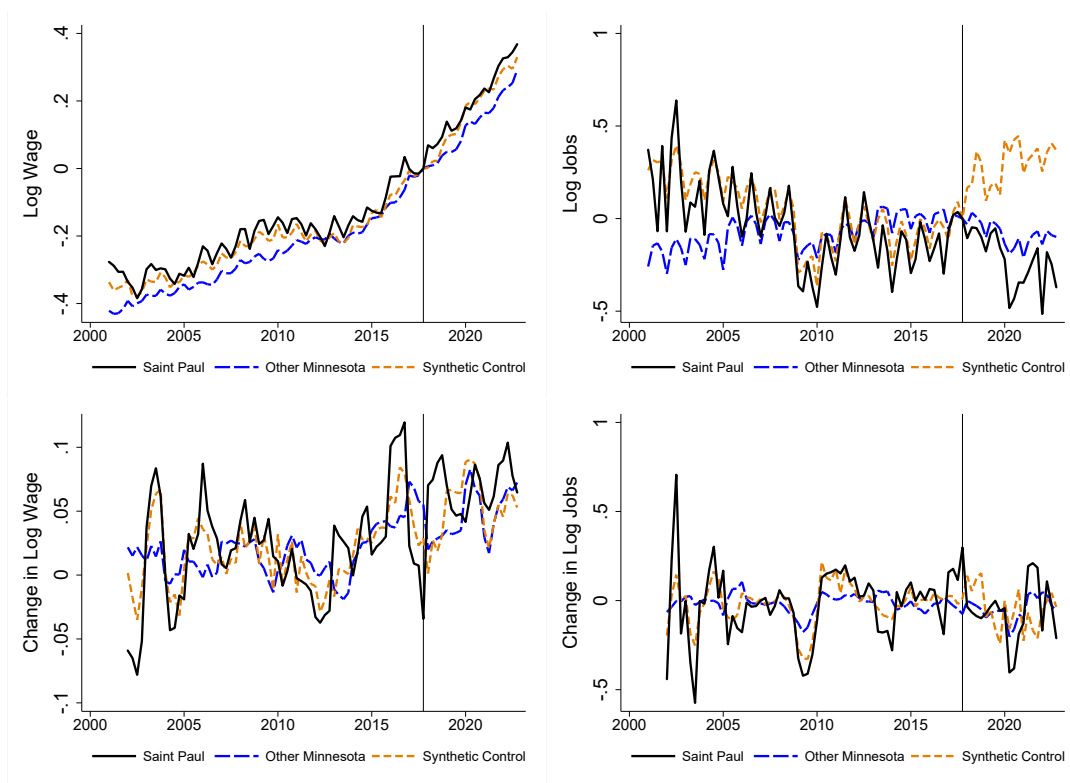 Log Wage
.4
.2
0
-.2
-.4
2000 2005 2010 2015 2020
Saint Paul Other Minnesota Synthetic Control
Log Jobs
1
.5
0
-.5
2000 2005 2010 2015 2020
Saint Paul Other Minnesota Synthetic Control
Change in Log Wage
.1
.05
0
-.05
-.1
2000 2005 2010 2015 2020
Saint Paul Other Minnesota Synthetic Control
Change in Log Jobs
1
.5
0
-.5
2000 2005 2010 2015 2020
Saint Paul Other Minnesota Synthetic Control